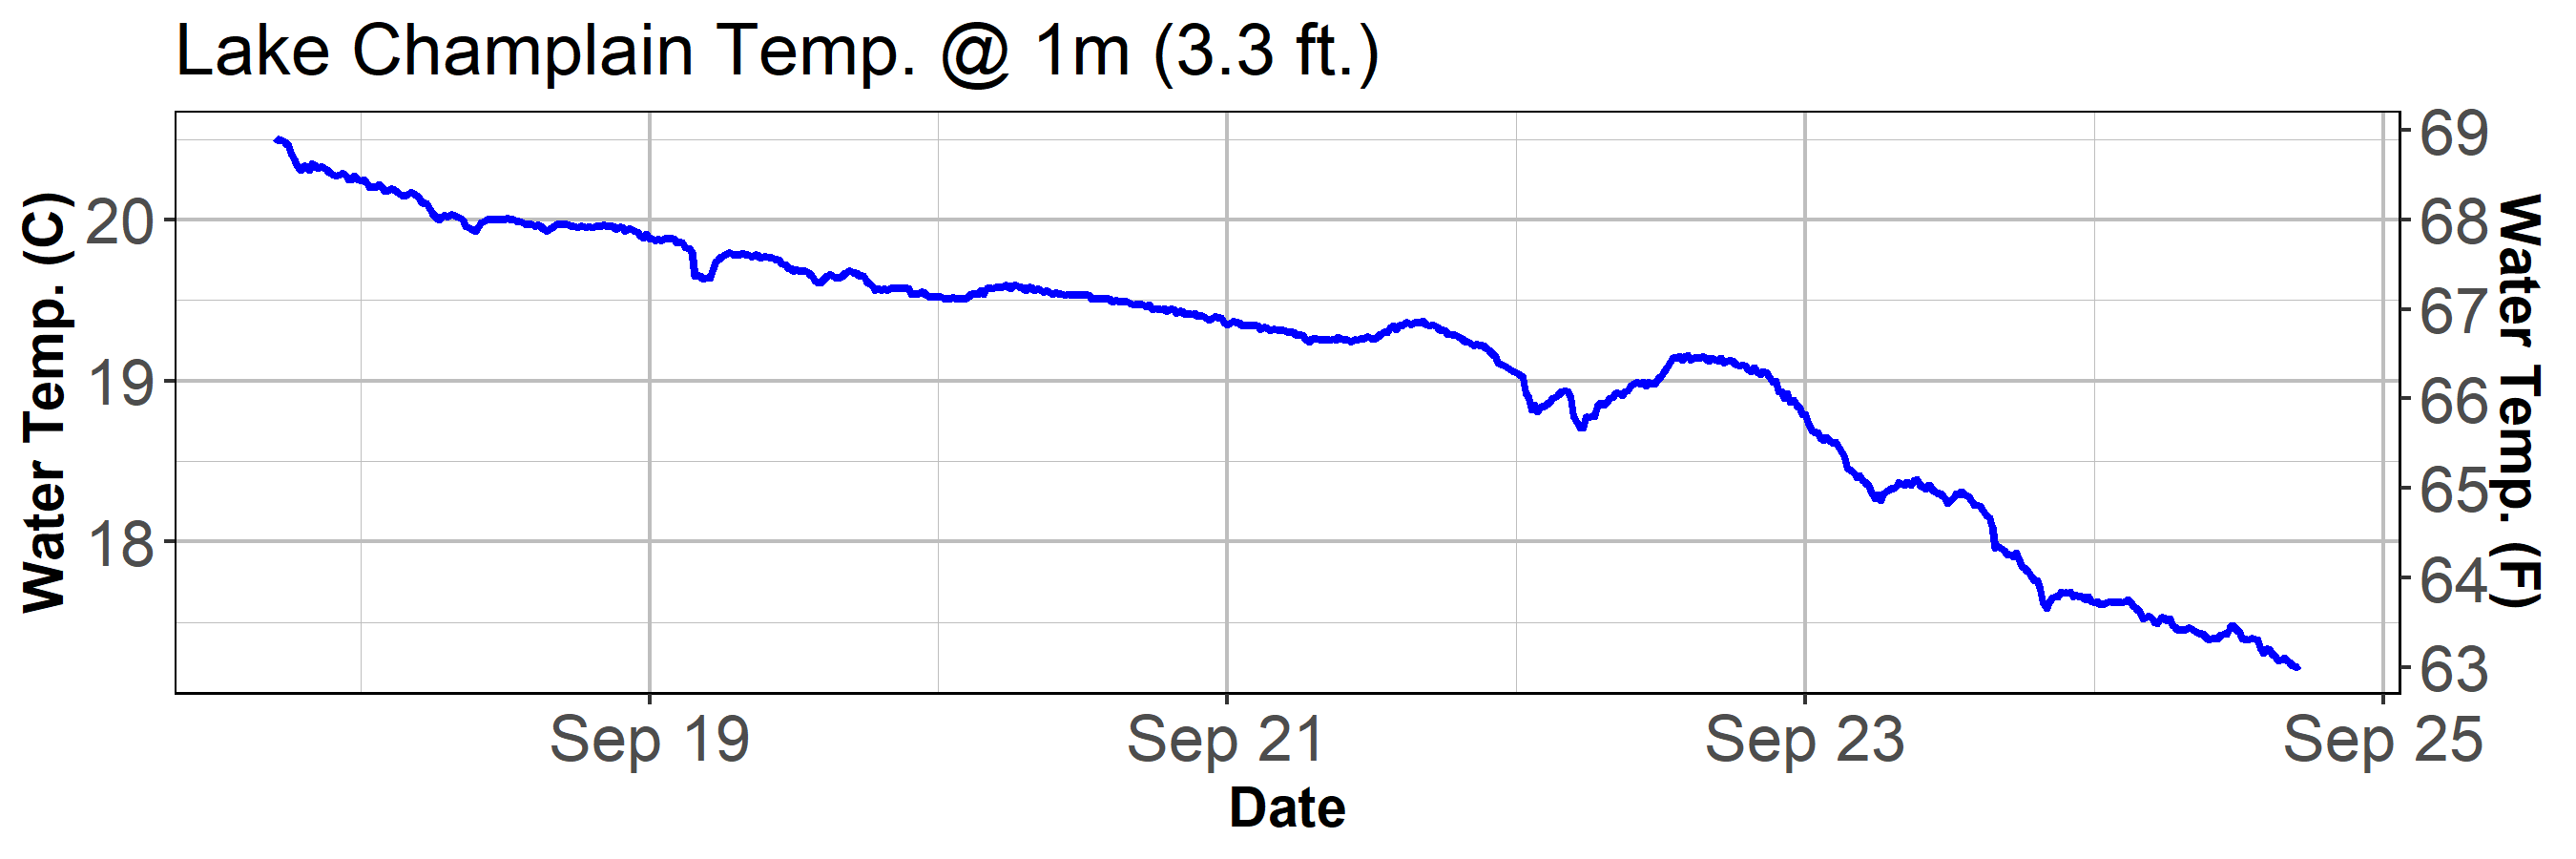 Lake Champlain Temp. @ 1m (3.3 ft.)
Water Temp. (C)
20
19
18
69
68
67
66
65
64
63
Water Temp. (F)
Sep 19
Sep 21
Sep 23
Sep 25
Date